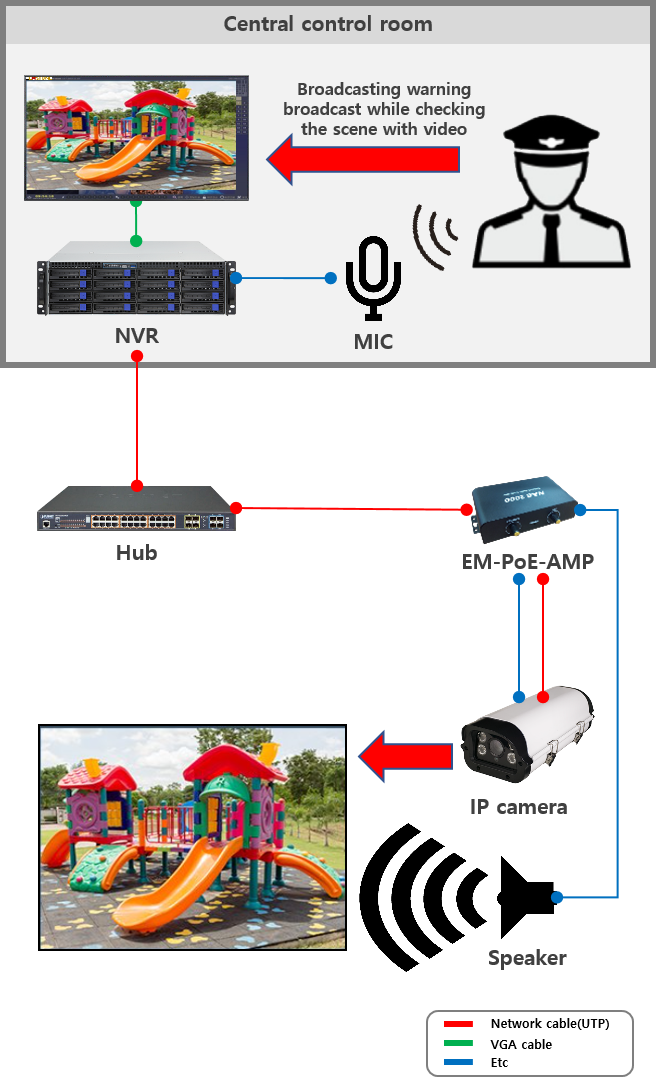 Central control room
Broadcasting warning
broadcast while checking
the scene with video
NVR
MIC
Hub
EM-PoE-AMP
IP camera
Speaker
Network cable(UTP)
VGA cable
Etc